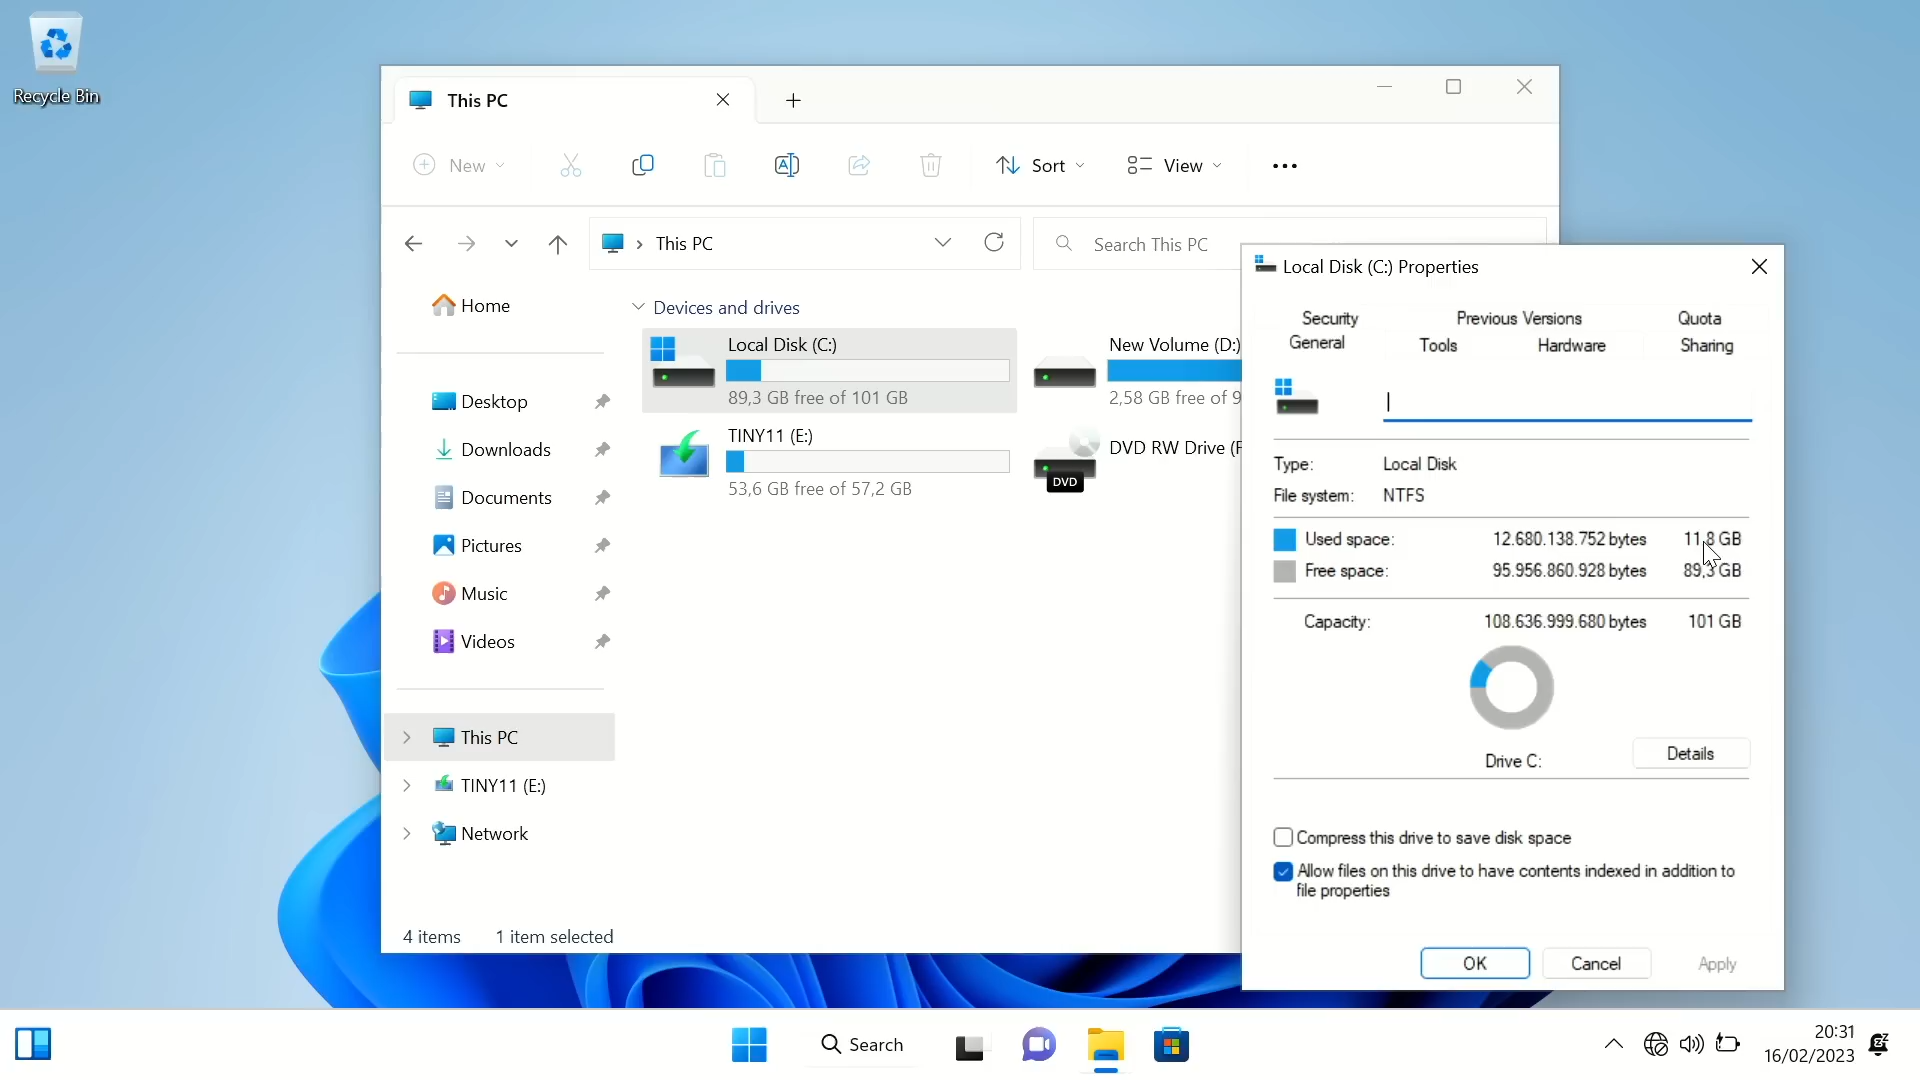 Recycle Bin
This PC
New
Sort
View
This PC
Search This PC
Home
Desktop
Downloads
Documents
Pictures
Music
Videos
This PC
TINY11 (E:)
Network
Devices and drives
Local Disk (C:)
89,3 GB free of 101 GB
New Volume (D:)
2,58 GB free of 9
TINY11 (E:)
53,6 GB free of 57,2 GB
DVD RW Drive (F
DVD
4 items 1 item selected
Local Disk (C:) Properties
Security Previous Versions Quota
General Tools Hardware Sharing
Type: Local Disk
File system: NTFS
Used space: 12.680.138.752 bytes 11,8 GB
Free space: 95.956.860.928 bytes 89,3 GB
Capacity: 108.636.999.680 bytes 101 GB
Drive C: Details
Compress this drive to save disk space
Allow files on this drive to have contents indexed in addition to
file properties
OK Cancel Apply
Search
20:31
16/02/2023